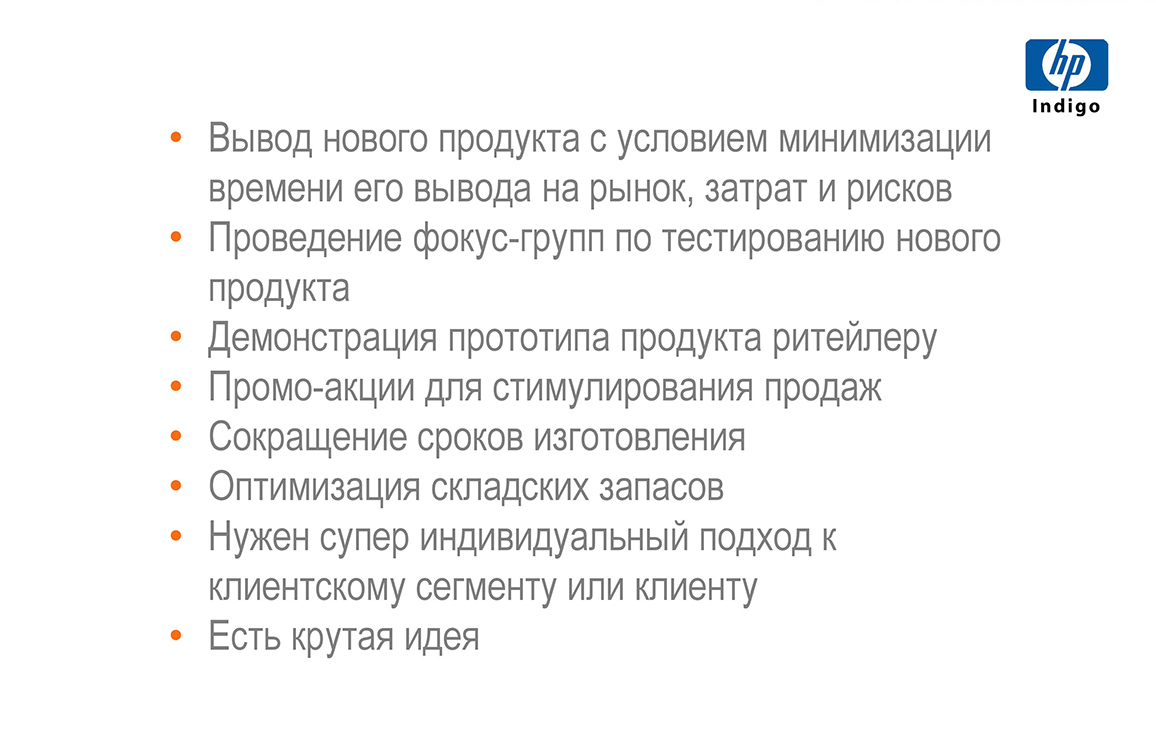 hp
Indigo
• Вывод нового продукта с условием минимизации
времени его вывода на рынок, затрат и рисков
• Проведение фокус-групп по тестированию нового
продукта
• Демонстрация прототипа продукта ритейлеру
• Промо-акции для стимулирования продаж
• Сокращение сроков изготовления
• Оптимизация складских запасов
• Нужен супер индивидуальный подход к
клиентскому сегменту или клиенту
• Есть крутая идея